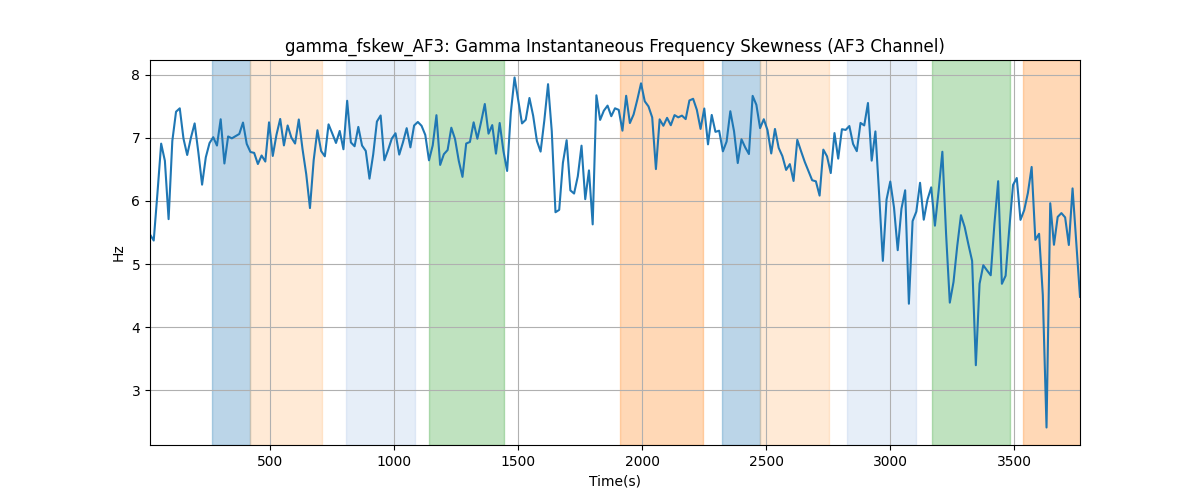 gamma_fskew_AF3: Gamma Instantaneous Frequency Skewness (AF3 Channel)
8
7
6
5
4
3
Hz
500 1000 1500 2000 2500 3000 3500
Time(s)